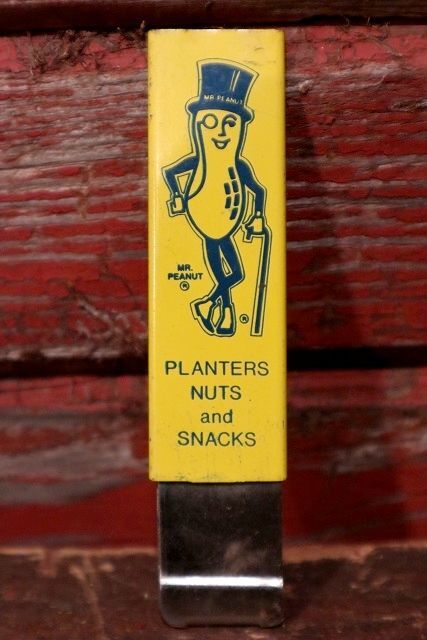 MR. PEANUT
MR.
PEANUT
®
®
PLANTERS
NUTS
and
SNACKS